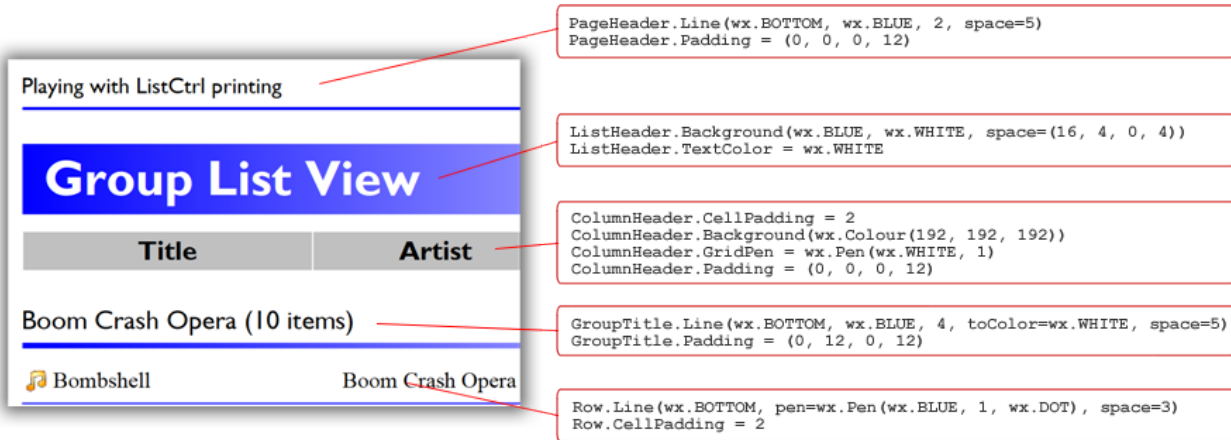 PageHeader.Line(wx.BOTTOM, wx.BLUE, 2, space=5)
PageHeader.Padding = (0, 0, 0, 12)
Playing with ListCtrl printing
ListHeader.Background(wx.BLUE, wx.WHITE, space=(16, 4, 0, 4))
ListHeader.TextColor = wx.WHITE
Group List View
ColumnHeader.CellPadding = 2
ColumnHeader.Background(wx.Colour(192, 192, 192))
ColumnHeader.GridPen = wx.Pen(wx.WHITE, 1)
ColumnHeader.Padding = (0, 0, 0, 12)
Title Artist
Boom Crash Opera (10 items)
GroupTitle.Line(wx.BOTTOM, wx.BLUE, 4, toColor=wx.WHITE, space=5)
GroupTitle.Padding = (0, 12, 0, 12)
Bombshell Boom Crash Opera
Row.Line(wx.BOTTOM, pen=wx.Pen(wx.BLUE, 1, wx.DOT), space=3)
Row.CellPadding = 2